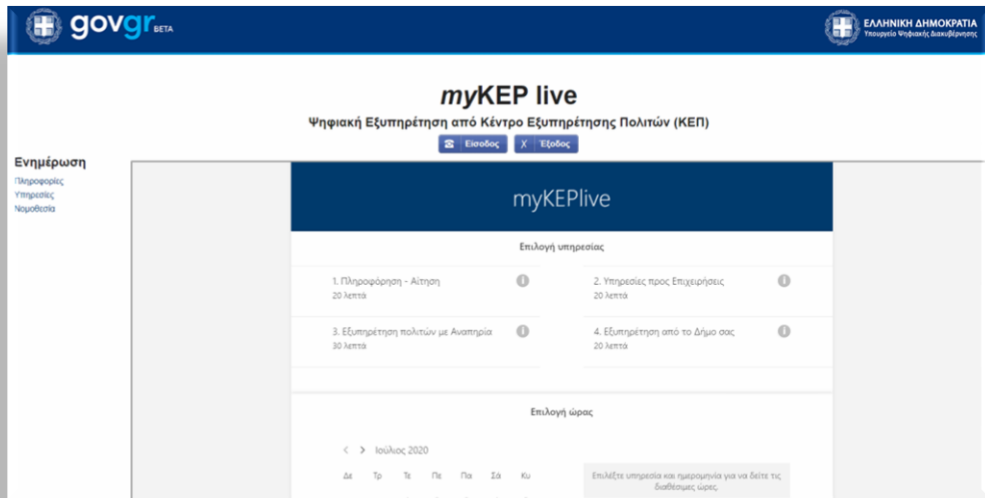 govgr BETA
ΕΛΛΗΝΙΚΗ ΔΗΜΟΚΡΑΤΙΑ
Υπουργείο Ψηφιακής Διακυβέρνησης
myKEP live
Ψηφιακή Εξυπηρέτηση από Κέντρο Εξυπηρέτησης Πολιτών (ΚΕΠ)
Είσοδος X Έξοδος
Ενημέρωση
Πληροφορίες
Υπηρεσίες
Νομοθεσία
myKEPlive
Επιλογή υπηρεσίας
1. Πληροφόρηση - Αίτηση
20 λεπτά
2. Υπηρεσίες προς Επιχειρήσεις
20 λεπτά
3. Εξυπηρέτηση πολιτών με Αναπηρία
30 λεπτά
4. Εξυπηρέτηση από το Δήμο σας
20 λεπτά
Επιλογή ώρας
< > Ιούλιος 2020
Δε Τρ Τε Πε Πα Σά Κυ
Επιλέξτε υπηρεσία και ημερομηνία για να δείτε τις
διαθέσιμες ώρες.